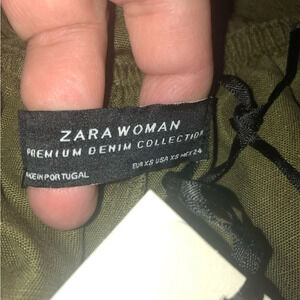 ZARA WOMAN
PREMIUM DENIM COLLECTION
MADE IN PORTUGAL
EUR XS USA XS MEX 24